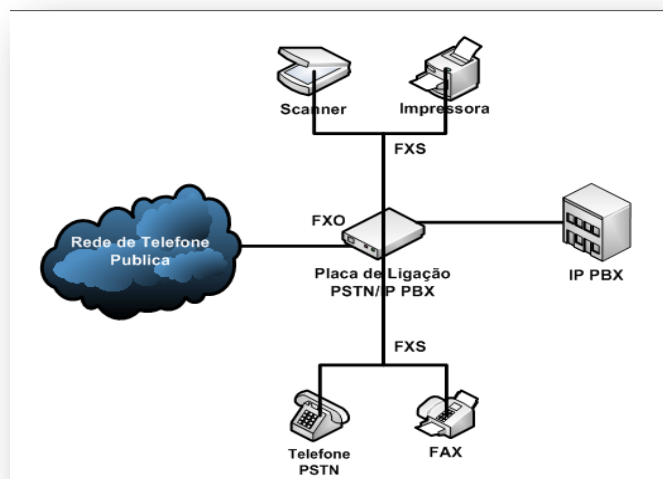 Scanner
Impressora
FXS
FXO
Rede de Telefone
Publica
Placa de Ligação
PSTN/IP PBX
IP PBX
FXS
Telefone
PSTN
FAX